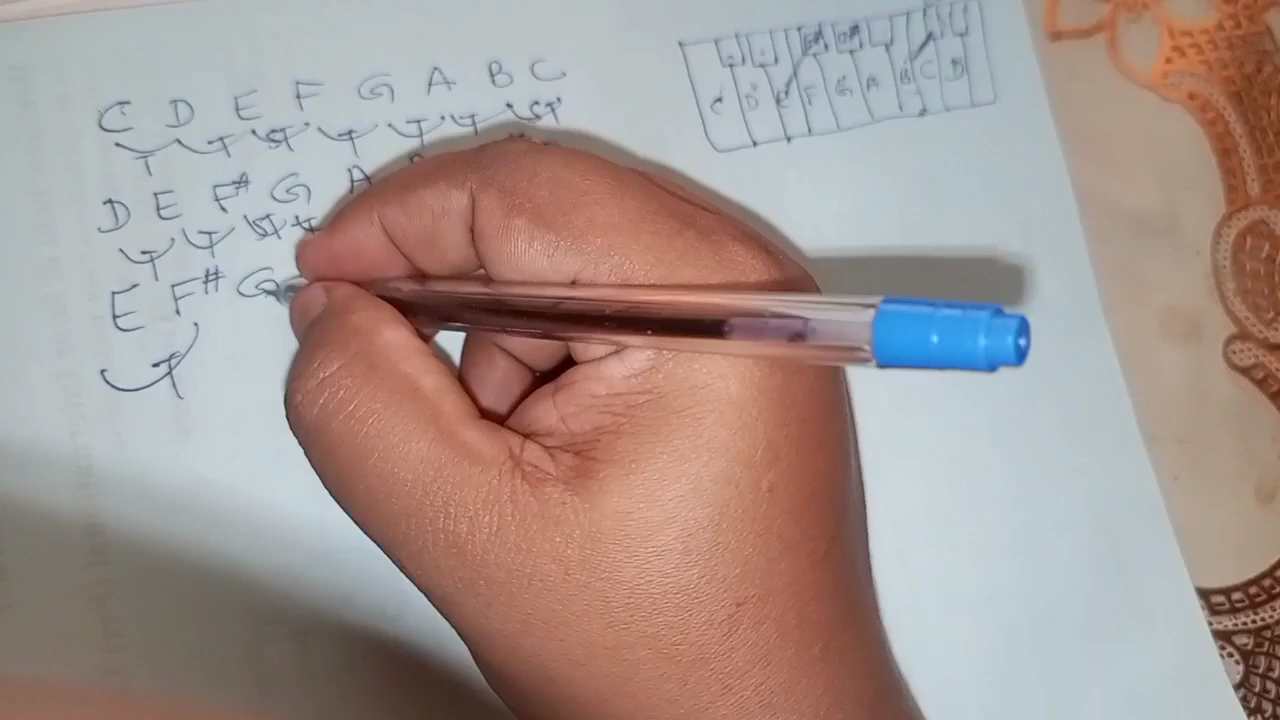 C D E F G A B C
T T ST T T T ST
D E F# G A
T T ST T
E F# G
T
F# G#
C D E F G A B C D